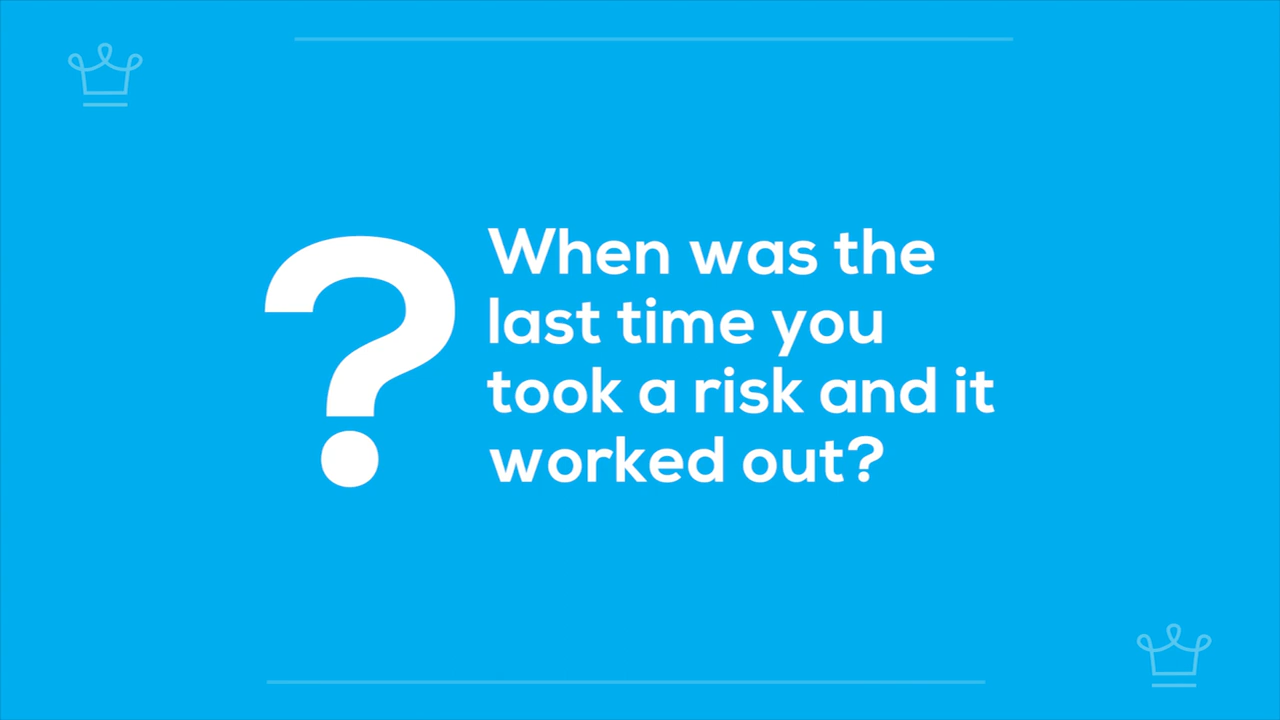 ?
When was the
last time you
took a risk and it
worked out?